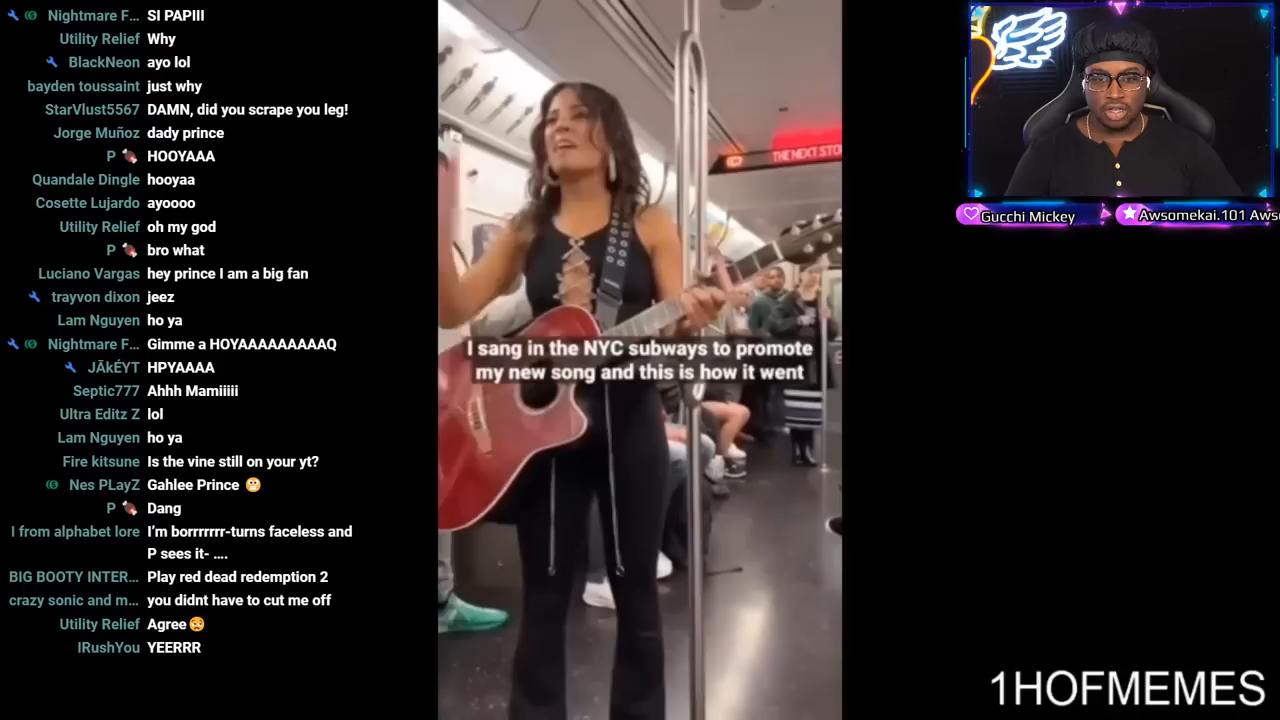 Nightmare F... SI PAPIII
Utility Relief Why
BlackNeon ayo lol
bayden toussaint just why
StarVlust5567 DAMN, did you scrape you leg!
Jorge Muñoz dady prince
P 🍖 HOOYAAA
Quandale Dingle hooyaa
Cosette Lujardo ayoooo
Utility Relief oh my god
P 🍖 bro what
Luciano Vargas hey prince I am a big fan
trayvon dixon jeez
Lam Nguyen ho ya
Nightmare F... Gimme a HOYAAAAAAAAAQ
JÃkÉYT HPYAAAA
Septic777 Ahhh Mamiiiii
Ultra Editz Z lol
Lam Nguyen ho ya
Fire kitsune Is the vine still on your yt?
Nes PLayZ Gahlee Prince 😬
P 🍖 Dang
I from alphabet lore I'm borrrrrrr-turns faceless and
P sees it- ....
BIG BOOTY INTER... Play red dead redemption 2
crazy sonic and m... you didnt have to cut me off
Utility Relief Agree😌
IRushYou YEERRR
THE NEXT STO
I sang in the NYC subways to promote
my new song and this is how it went
Gucchi Mickey
Awsomekai.101 Aws
1HOFMEMES